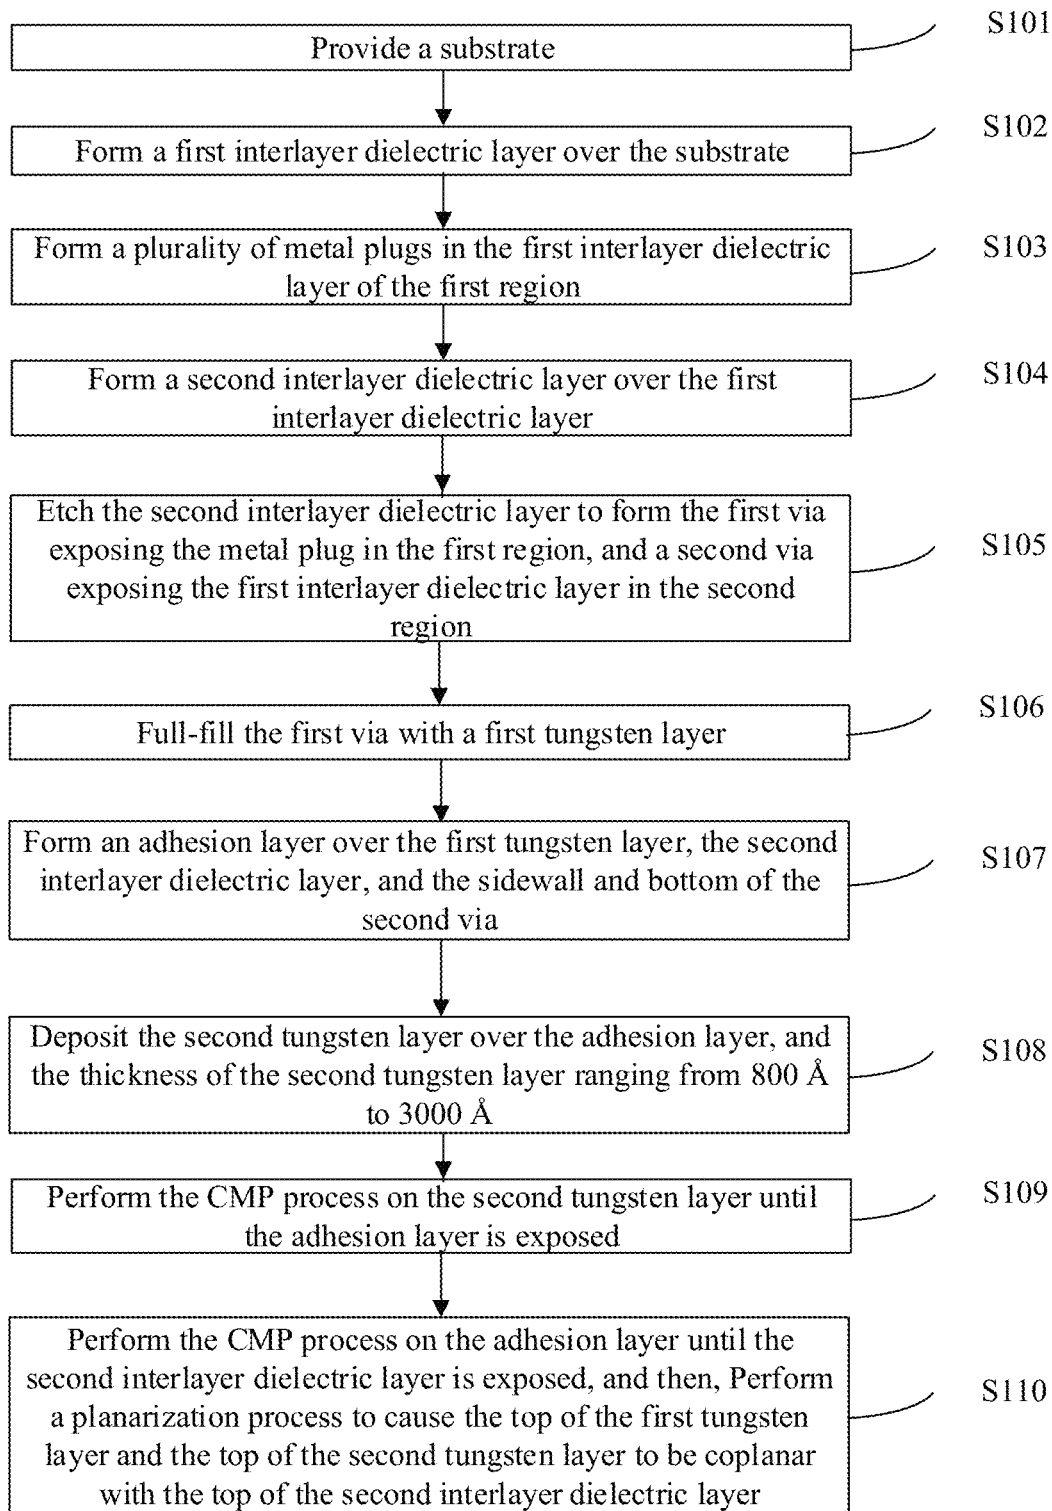 S101
Provide a substrate
S102
Form a first interlayer dielectric layer over the substrate
S103
Form a plurality of metal plugs in the first interlayer dielectric
layer of the first region
S104
Form a second interlayer dielectric layer over the first
interlayer dielectric layer
S105
Etch the second interlayer dielectric layer to form the first via
exposing the metal plug in the first region, and a second via
exposing the first interlayer dielectric layer in the second
region
S106
Full-fill the first via with a first tungsten layer
S107
Form an adhesion layer over the first tungsten layer, the second
interlayer dielectric layer, and the sidewall and bottom of the
second via
S108
Deposit the second tungsten layer over the adhesion layer, and
the thickness of the second tungsten layer ranging from 800 Å
to 3000 Å
S109
Perform the CMP process on the second tungsten layer until
the adhesion layer is exposed
S110
Perform the CMP process on the adhesion layer until the
second interlayer dielectric layer is exposed, and then, Perform
a planarization process to cause the top of the first tungsten
layer and the top of the second tungsten layer to be coplanar
with the top of the second interlayer dielectric layer